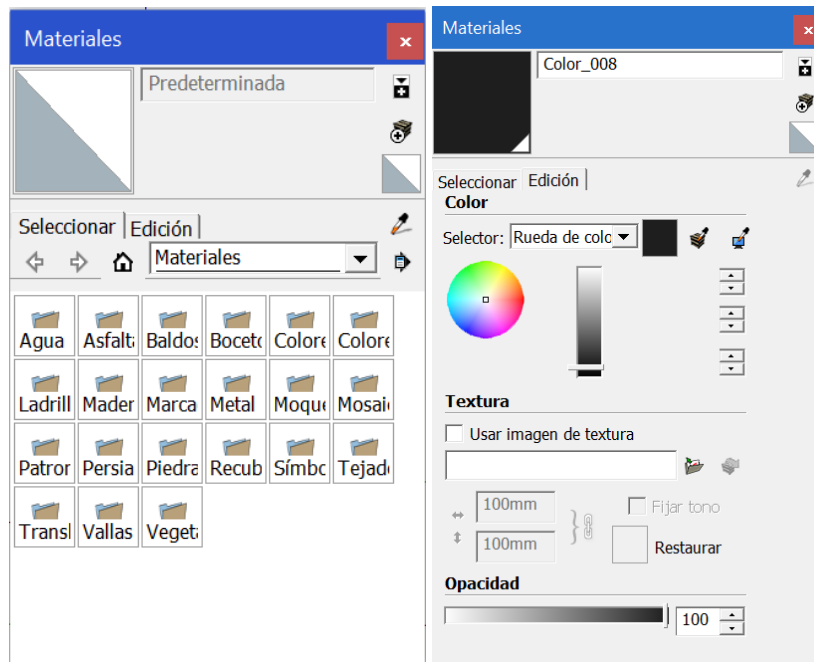 Materiales
Predeterminada
Seleccionar Edición
Materiales
Agua Asfalt Baldos Boceto Colore Colore
Ladrill Mader Marca Metal Moque Mosai
Patror Persia Piedra Recub Símbo Tejad
Transl Vallas Vegeta
Materiales
Color_008
Seleccionar Edición
Color
Selector: Rueda de colo
Textura
Usar imagen de textura
100mm
Fijar tono
100mm
Restaurar
Opacidad
100